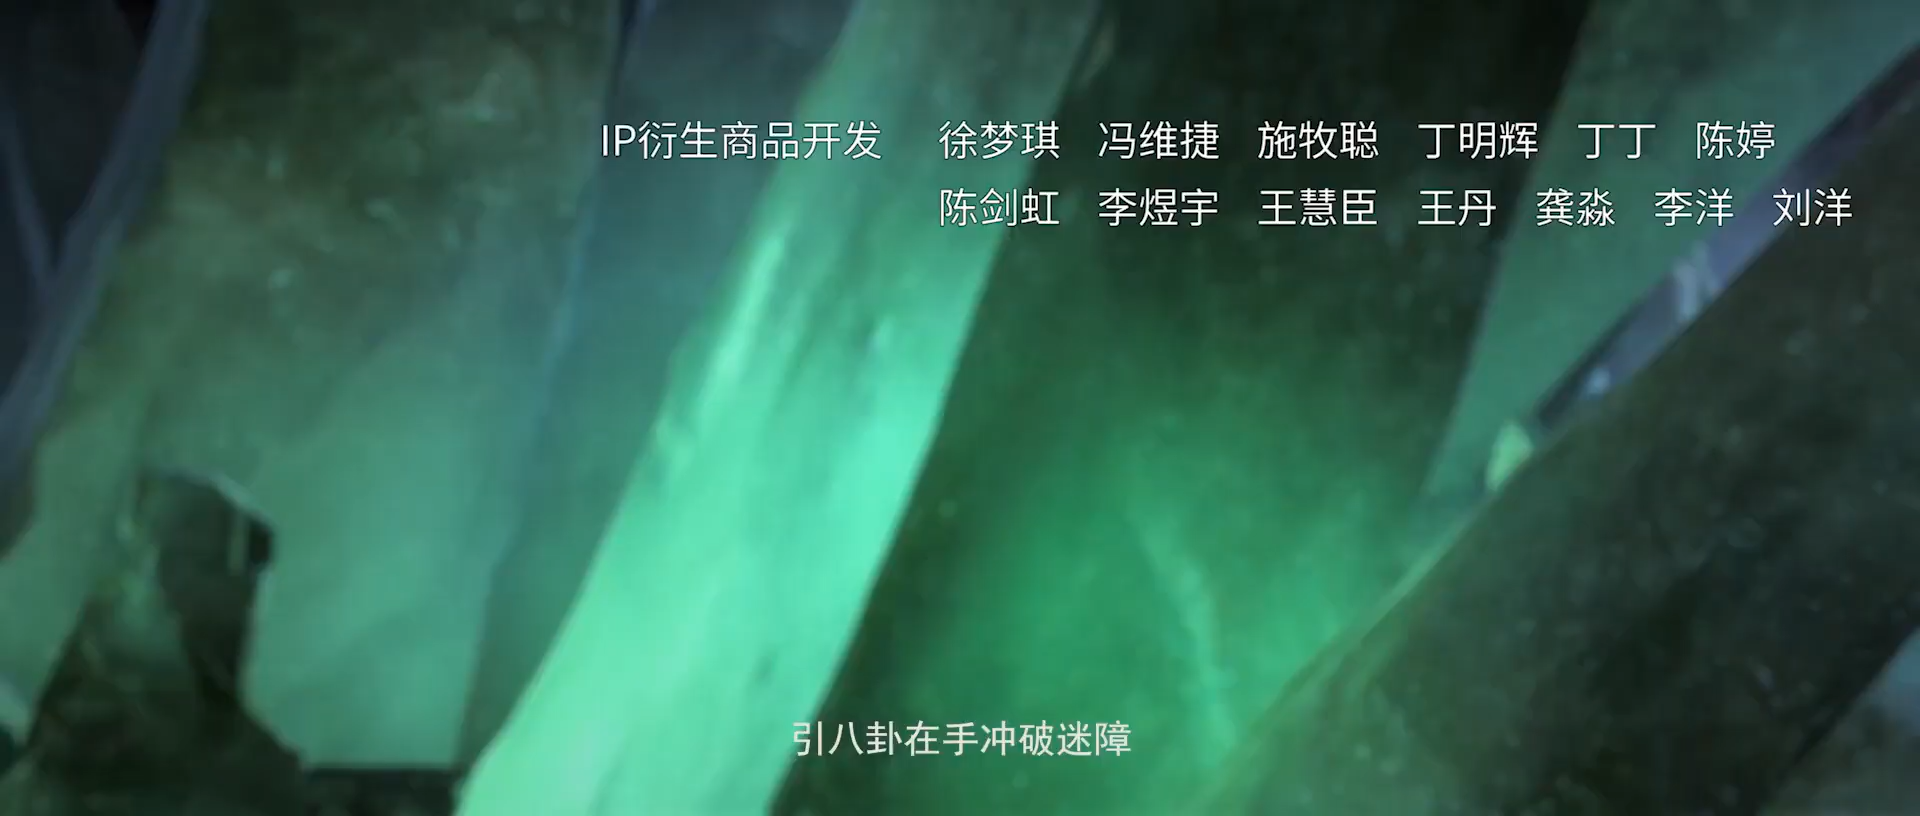 IP衍生商品开发 徐梦琪 冯维捷 施牧聪 丁明辉 丁丁 陈婷
陈剑虹 李煜宇 王慧臣 王丹 龚淼 李洋 刘洋
引八卦在手冲破迷障